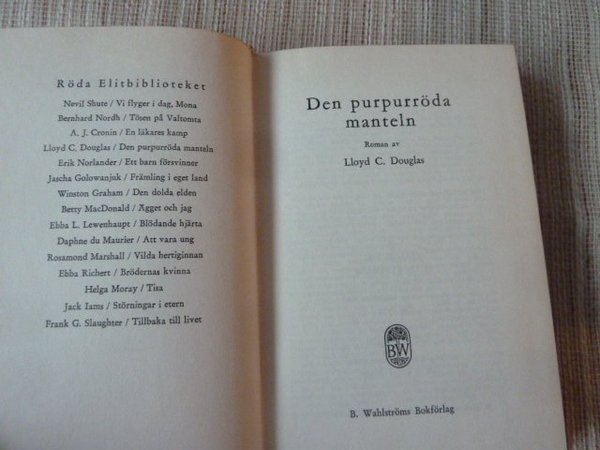 Röda Elitbiblioteket
Nevil Shute / Vi flyger i dag, Mona
Bernhard Nordh / Tösen på Valtomta
A. J. Cronin / En läkares kamp
Lloyd C. Douglas / Den purpurröda manteln
Erik Norlander / Ett barn försvinner
Jascha Golowanjuk / Främling i eget land
Winston Graham / Den dolda elden
Betty MacDonald / Ägget och jag
Ebba L. Lewenhaupt / Blödande hjärta
Daphne du Maurier / Att vara ung
Rosamond Marshall / Vilda hertiginnan
Ebba Richert / Brödernas kvinna
Helga Moray / Tisa
Jack Iams / Störningar i etern
Frank G. Slaughter / Tillbaka till livet
Den purpurröda
manteln
Roman av
Lloyd C. Douglas
BW
B. Wahlströms Bokförlag